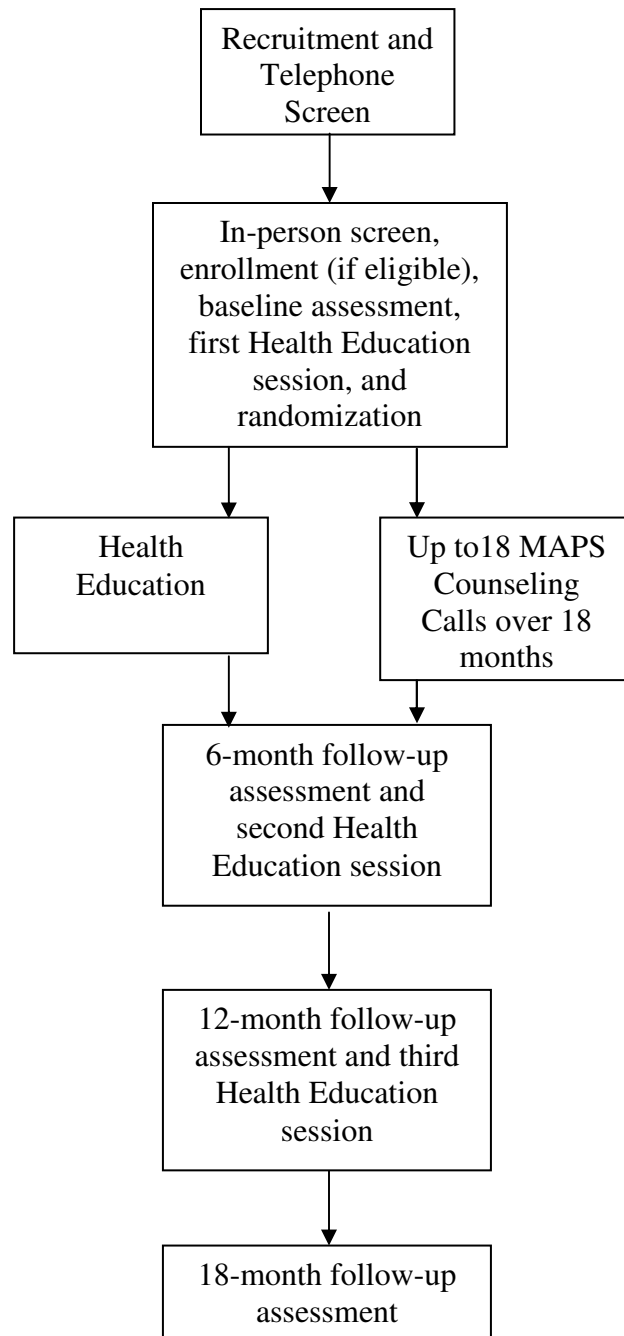 Recruitment and
Telephone
Screen
In-person screen,
enrollment (if eligible),
baseline assessment,
first Health Education
session, and
randomization
Health
Education
Up to18 MAPS
Counseling
Calls over 18
months
6-month follow-up
assessment and
second Health
Education session
12-month follow-up
assessment and third
Health Education
session
18-month follow-up
assessment